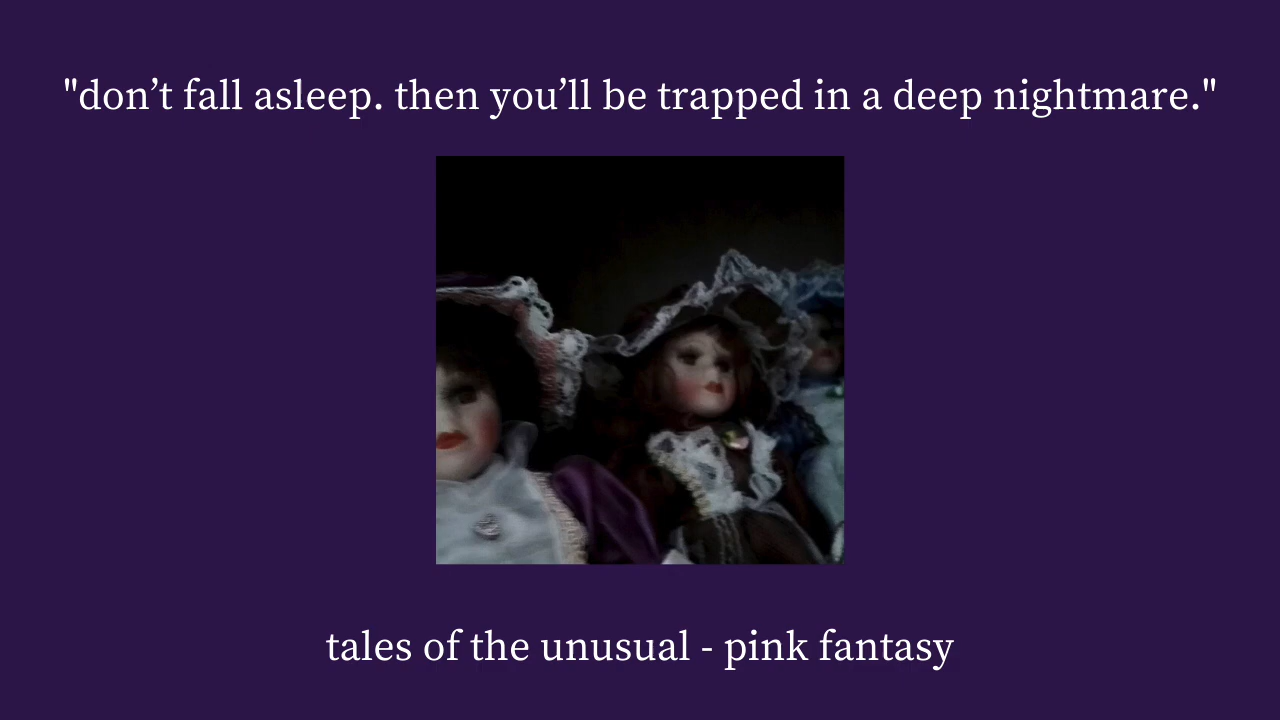 "don’t fall asleep. then you’ll be trapped in a deep nightmare."
tales of the unusual - pink fantasy